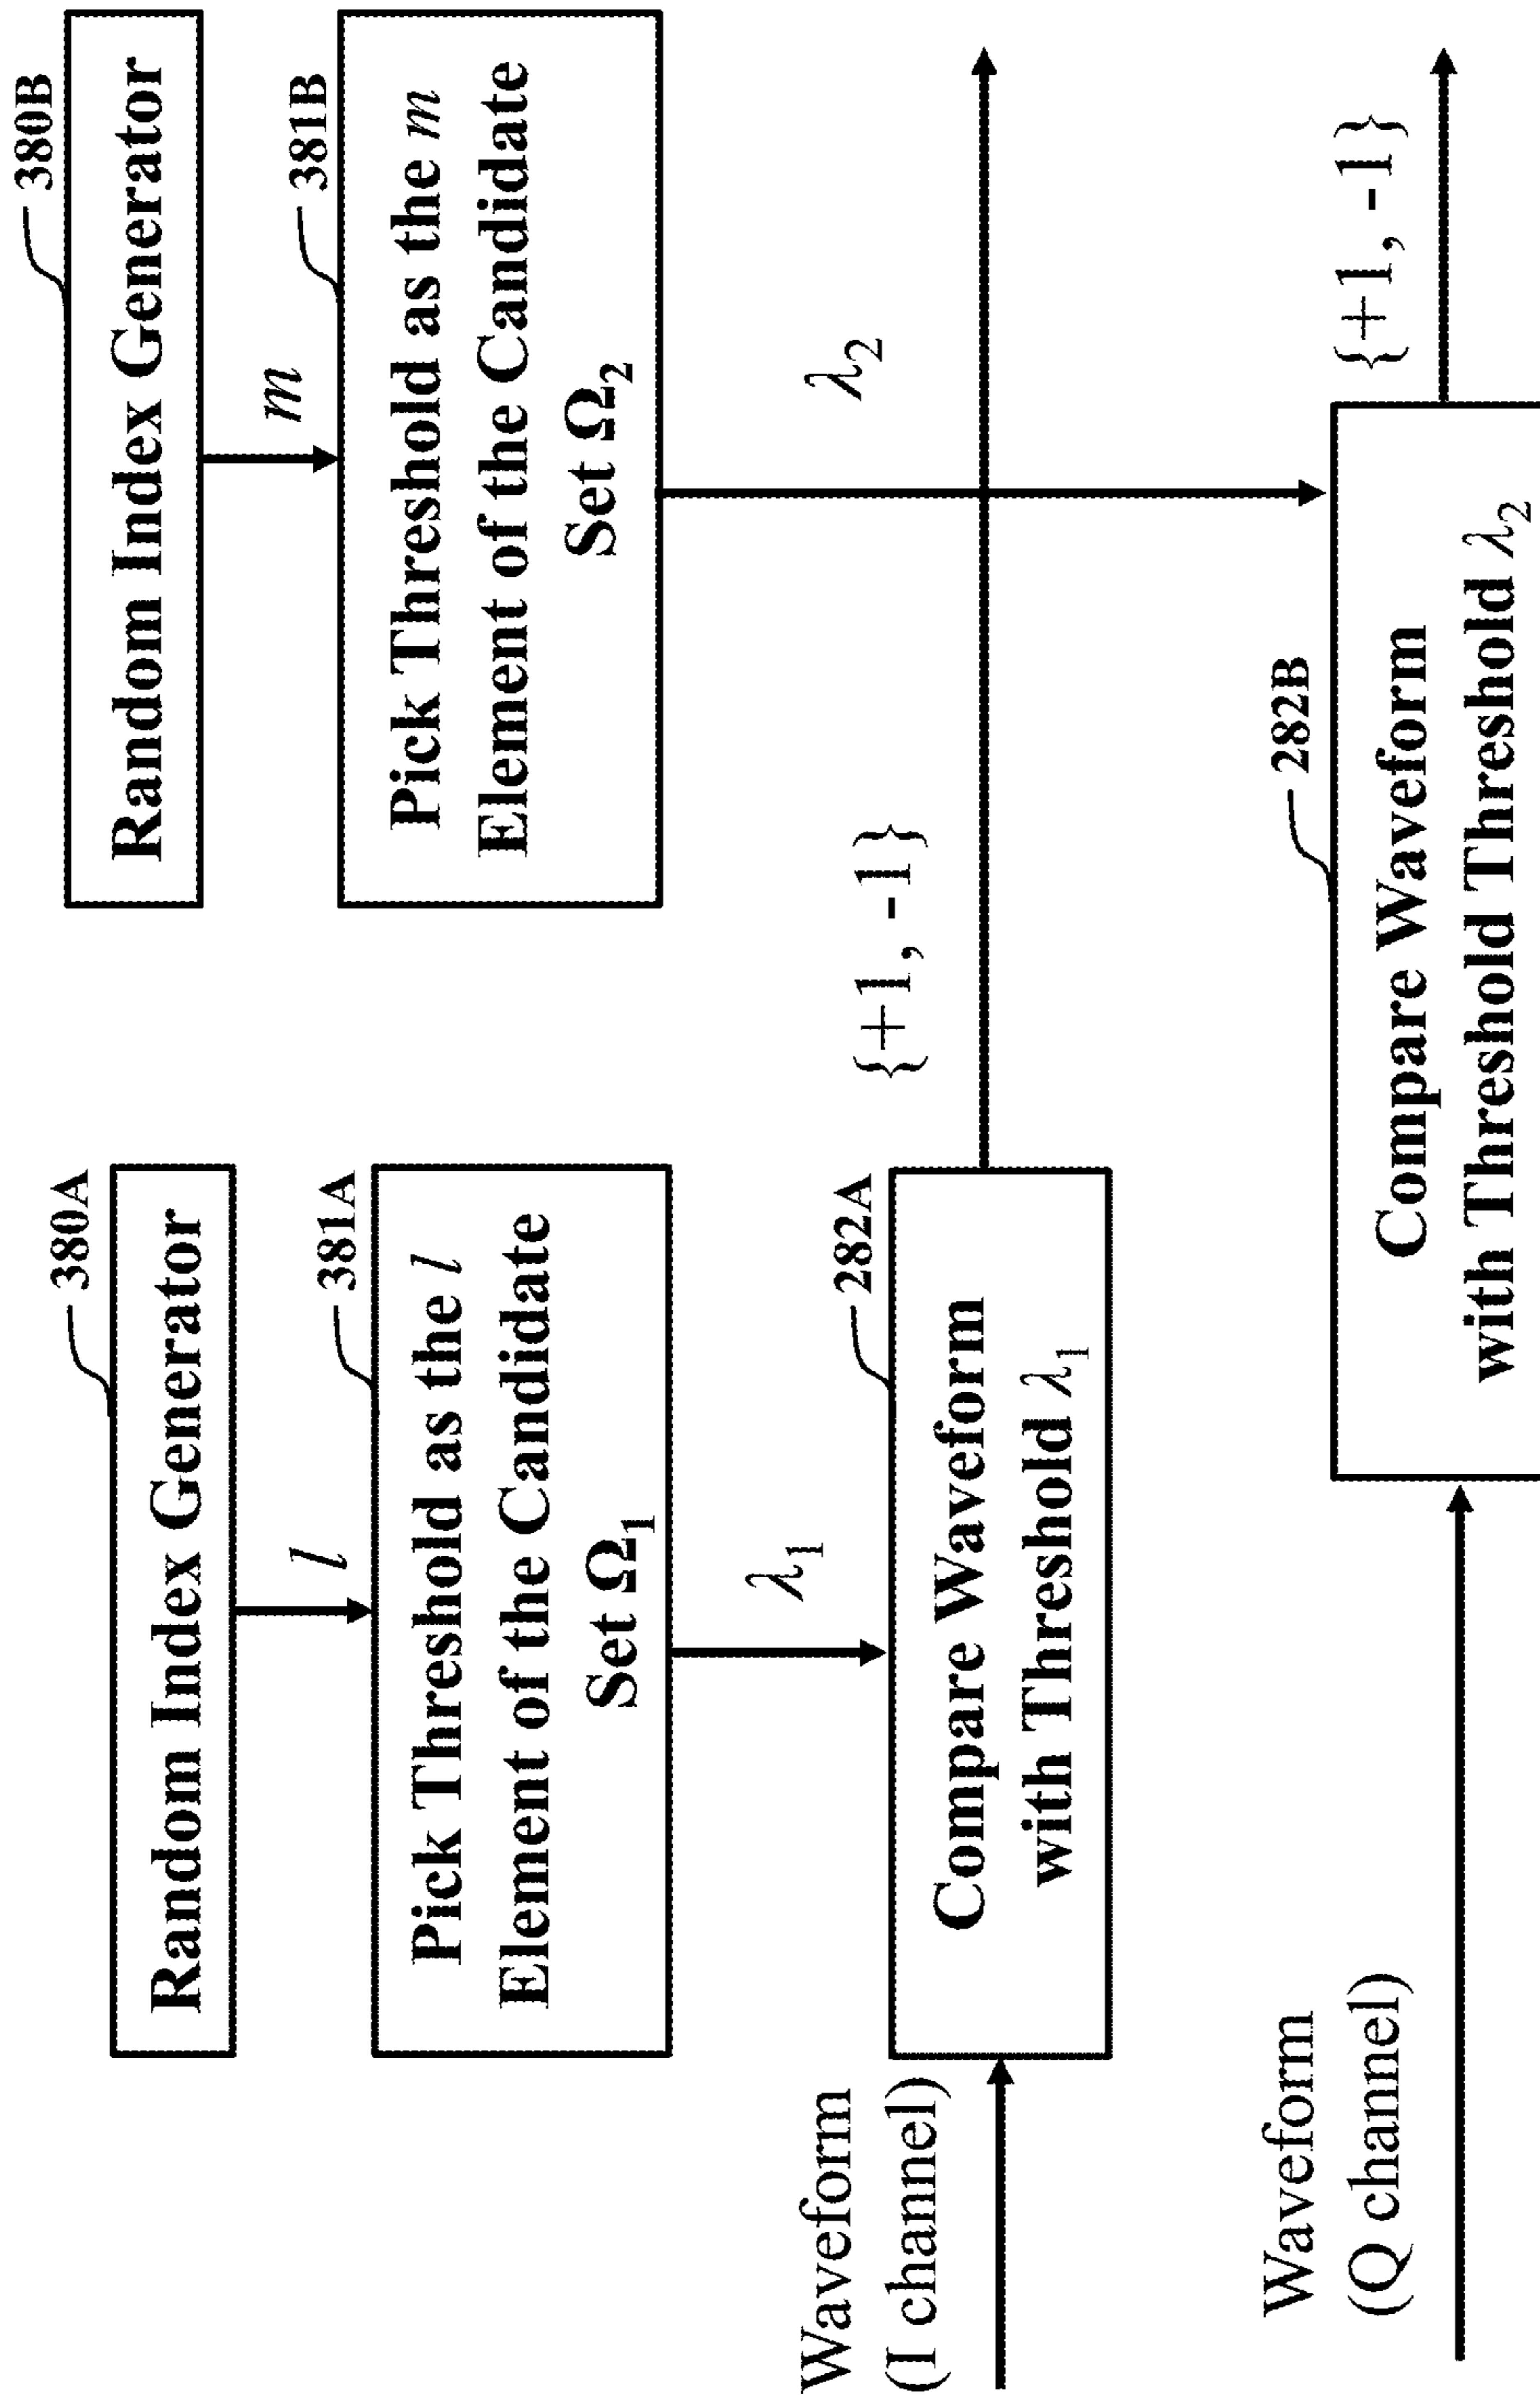 380A
Random Index Generator
l
381A
Pick Threshold as the l
Element of the Candidate
Set Ω₁
λ₁
Waveform
(I channel)
282A
Compare Waveform
with Threshold λ₁
{+1, -1}
380B
Random Index Generator
m
381B
Pick Threshold as the m
Element of the Candidate
Set Ω₂
λ₂
Waveform
(Q channel)
282B
Compare Waveform
with Threshold Threshold λ₂
{+1, -1}